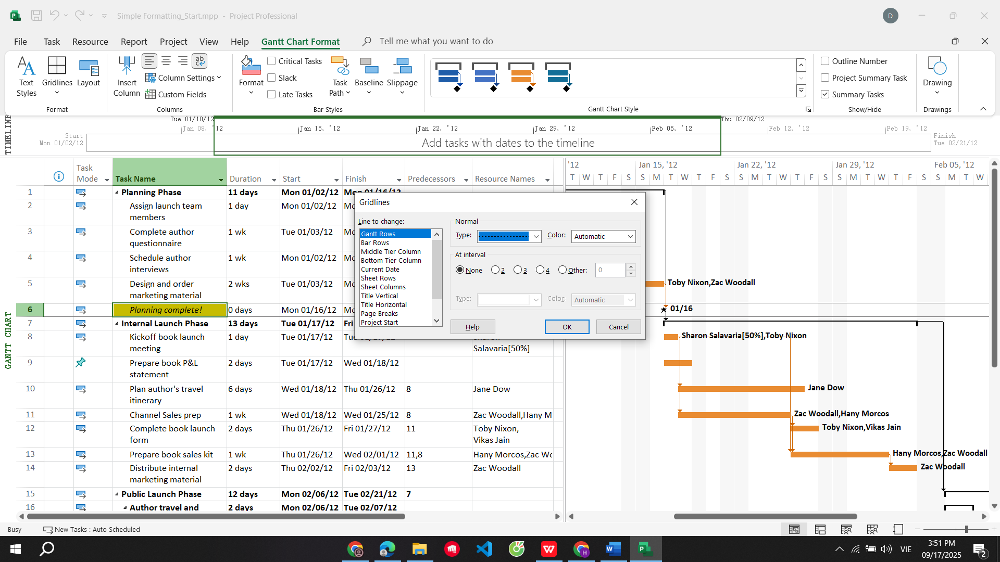 Simple Formatting_Start.mpp - Project Professional
D
File Task Resource Report Project View Help Gantt Chart Format Tell me what you want to do
Text Styles
Gridlines
Layout
Format
Insert Column
Column Settings
Custom Fields
Columns
Format
Critical Tasks
Slack
Late Tasks
Task Path
Baseline
Slippage
Bar Styles
Gantt Chart Style
Outline Number
Project Summary Task
Summary Tasks
Show/Hide
Drawing
Drawings
TIMELINE
Tue 01/10/12
Thu 02/09/12
Jan 08, '12 Jan 15, '12 Jan 22, '12 Jan 29, '12 Feb 05, '12 Feb 12, '12 Feb 19, '12
Start
Mon 01/02/12
Add tasks with dates to the timeline
Finish
Tue 02/21/12
GANTT CHART
Task Mode Task Name Duration Start Finish Predecessors Resource Names
'12 Jan 15, '12 Jan 22, '12 Jan 29, '12 Feb 05, '12
T W T F S S M T W T F S S M T W T F S S M T W T F S S M T W
1 Planning Phase 11 days Mon 01/02/12 Mon 01/16/12
2 Assign launch team members 1 day Mon 01/02/12 Mo
3 Complete author questionnaire 1 wk Tue 01/03/12 Mo
4 Schedule author interviews 1 wk Mon 01/02/12 Mo
5 Design and order marketing material 2 wks Tue 01/03/12 Mo
6 Planning complete! 0 days Mon 01/16/12 Mo
7 Internal Launch Phase 13 days Tue 01/17/12 Fri
8 Kickoff book launch meeting 1 day Tue 01/17/12 Tue
Salavaria[50%]
9 Prepare book P&L statement 2 days Tue 01/17/12 Wed 01/18/12
10 Plan author's travel itinerary 6 days Wed 01/18/12 Thu 01/26/12 8 Jane Dow
11 Channel Sales prep 1 wk Wed 01/18/12 Wed 01/25/12 8 Zac Woodall,Hany M
12 Complete book launch form 2 days Thu 01/26/12 Fri 01/27/12 11 Toby Nixon, Vikas Jain
13 Prepare book sales kit 1 wk Thu 01/26/12 Wed 02/01/12 11,8 Hany Morcos,Zac Wo
14 Distribute internal marketing material 2 days Thu 02/02/12 Fri 02/03/12 13 Zac Woodall
15 Public Launch Phase 12 days Mon 02/06/12 Tue 02/21/12 7
16 Author travel and 2 days Mon 02/06/12 Tue 02/07/12
Toby Nixon,Zac Woodall
01/16
Sharon Salavaria[50%],Toby Nixon
Jane Dow
Zac Woodall,Hany Morcos
Toby Nixon,Vikas Jain
Hany Morcos,Zac Woodall
Zac Woodall
Gridlines
Line to change:
Gantt Rows
Bar Rows
Middle Tier Column
Bottom Tier Column
Current Date
Sheet Rows
Sheet Columns
Title Vertical
Title Horizontal
Page Breaks
Project Start
Normal
Type: Color: Automatic
At interval
None 2 3 4 Other: 0
Type: Color: Automatic
Help OK Cancel
Busy New Tasks : Auto Scheduled
VIE
3:51 PM
09/17/2025
2